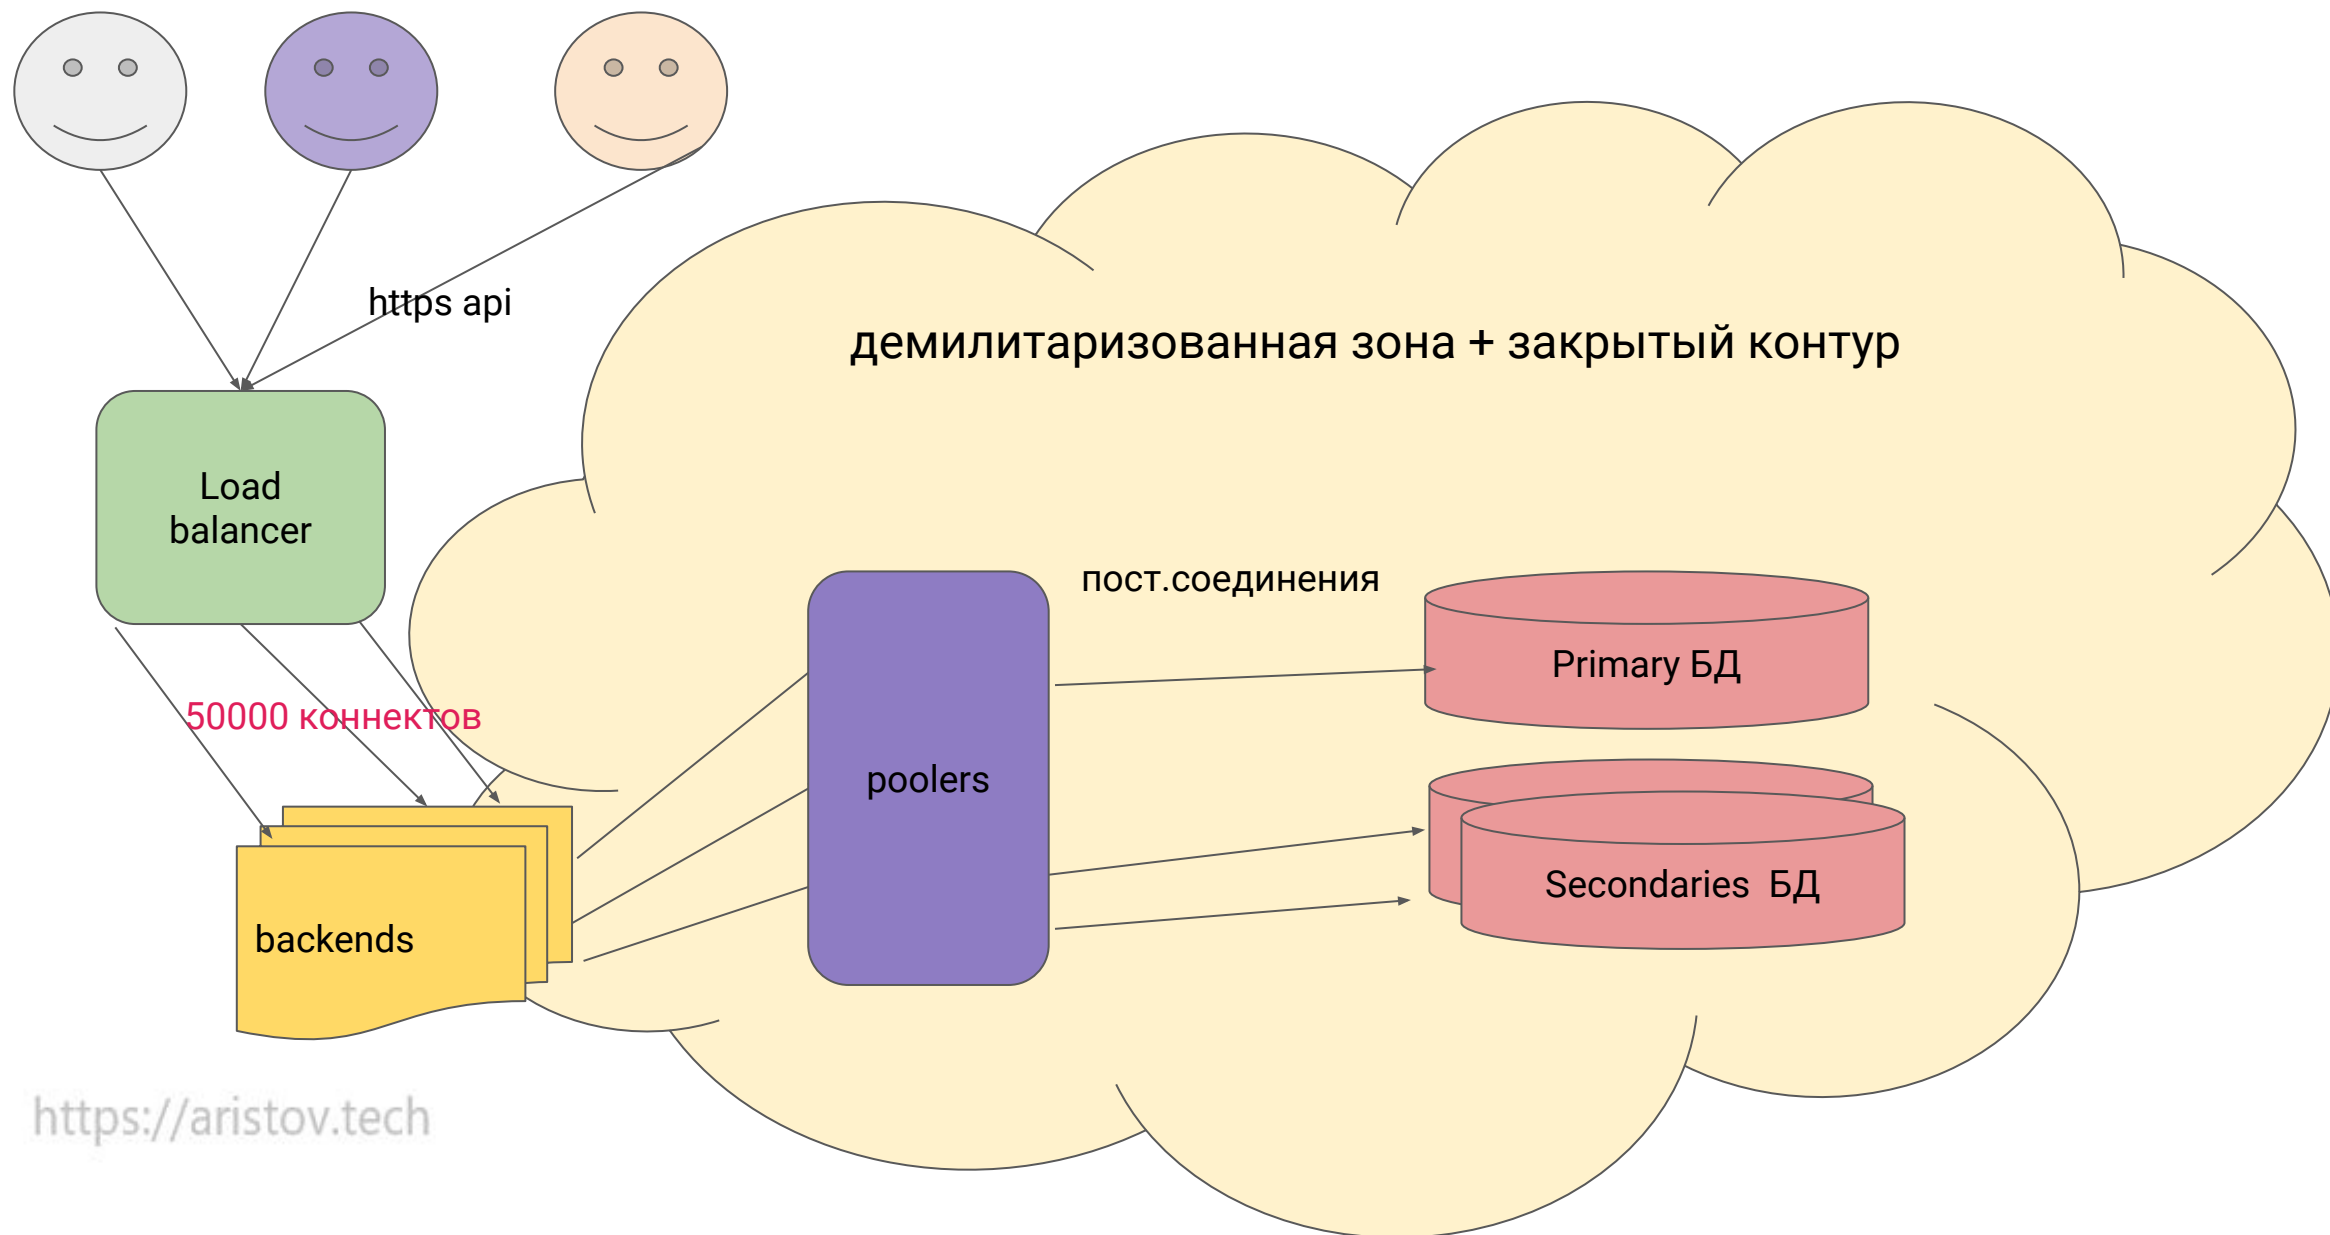 https api
демилитаризованная зона + закрытый контур
Load
balancer
пост.соединения
Primary БД
50000 коннектов
poolers
Secondaries БД
backends
https://aristov.tech